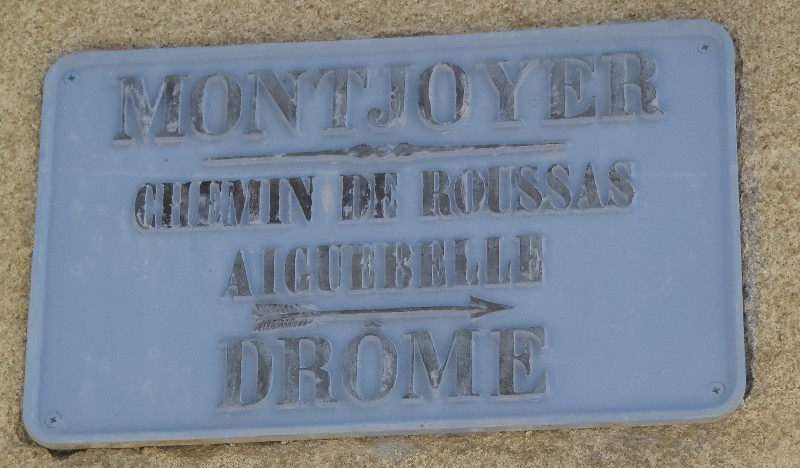 MONTJOYER
CHEMIN DE ROUSSAS
AIGUEBELLE
DRÔME